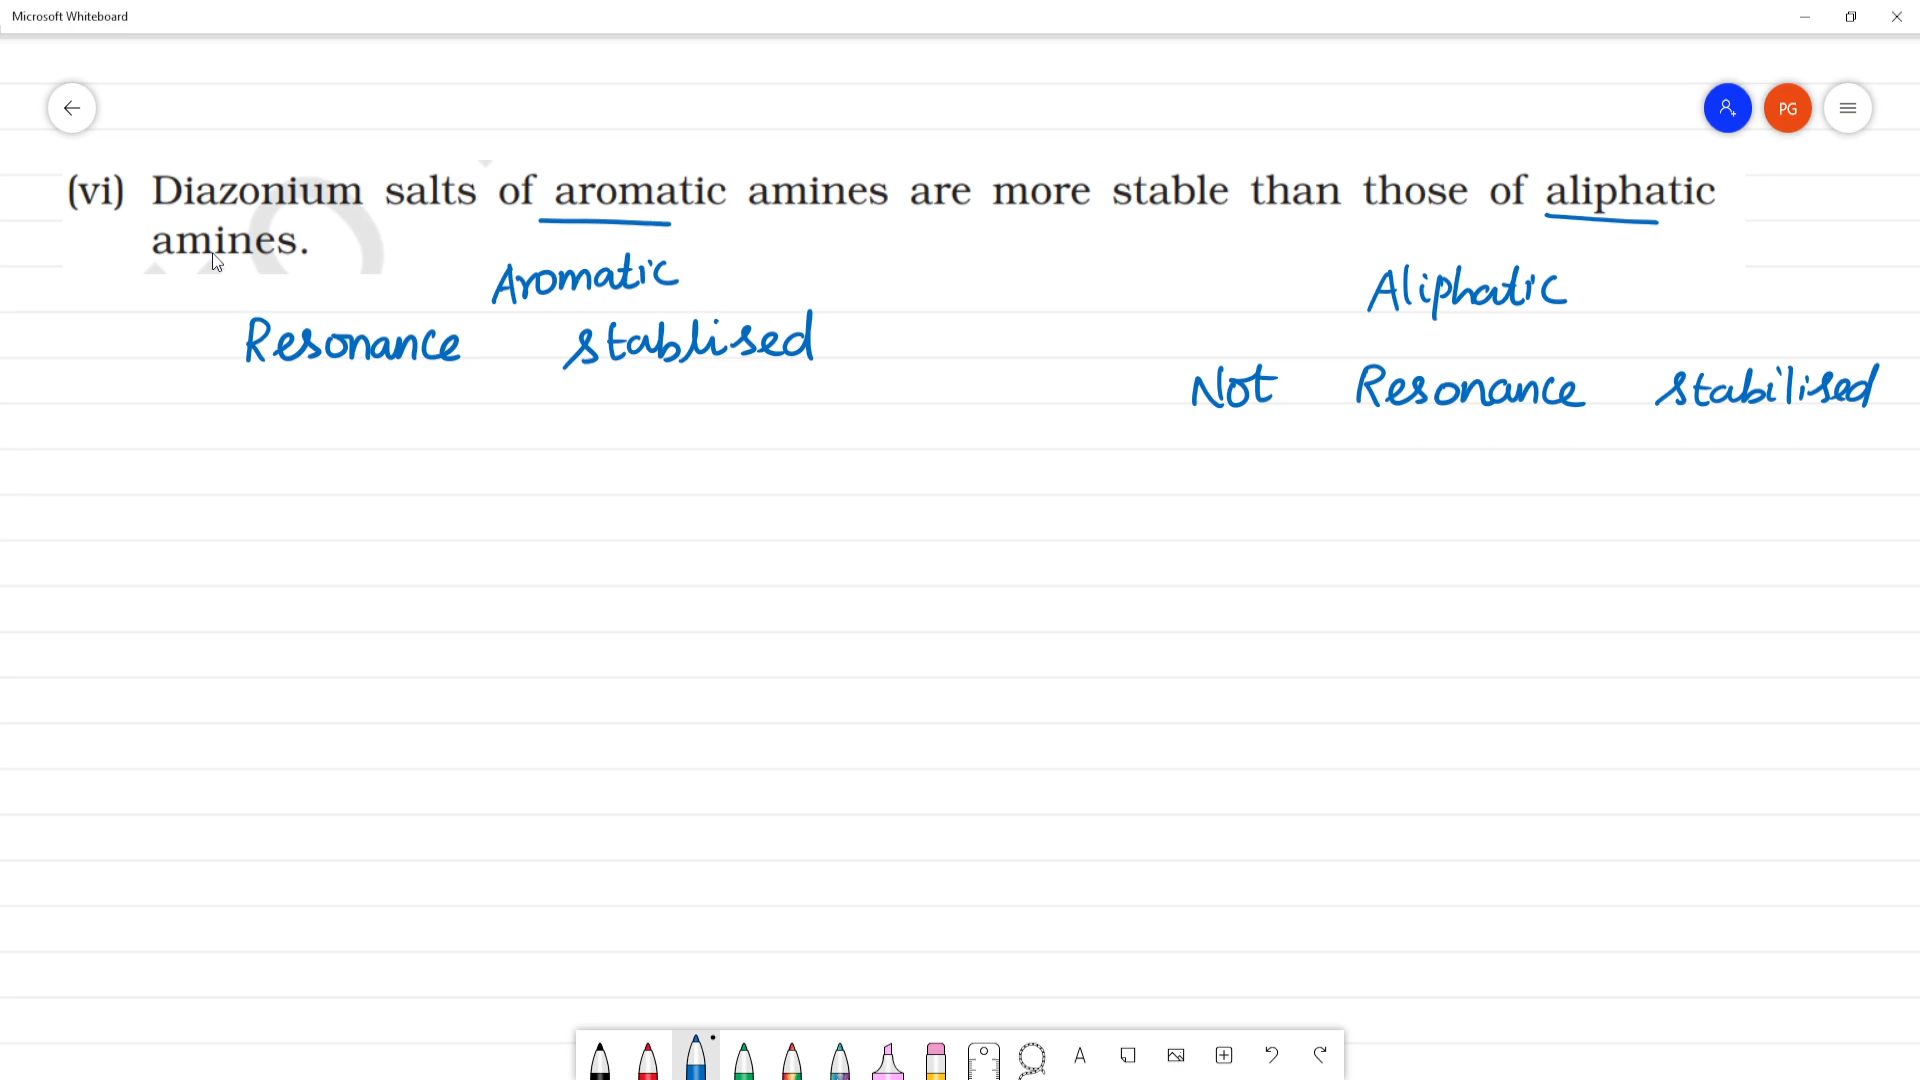 Microsoft Whiteboard
PG
(vi) Diazonium salts of aromatic amines are more stable than those of aliphatic
amines.
Aromatic
Aliphatic
Resonance stablised
Not Resonance stabilised
A